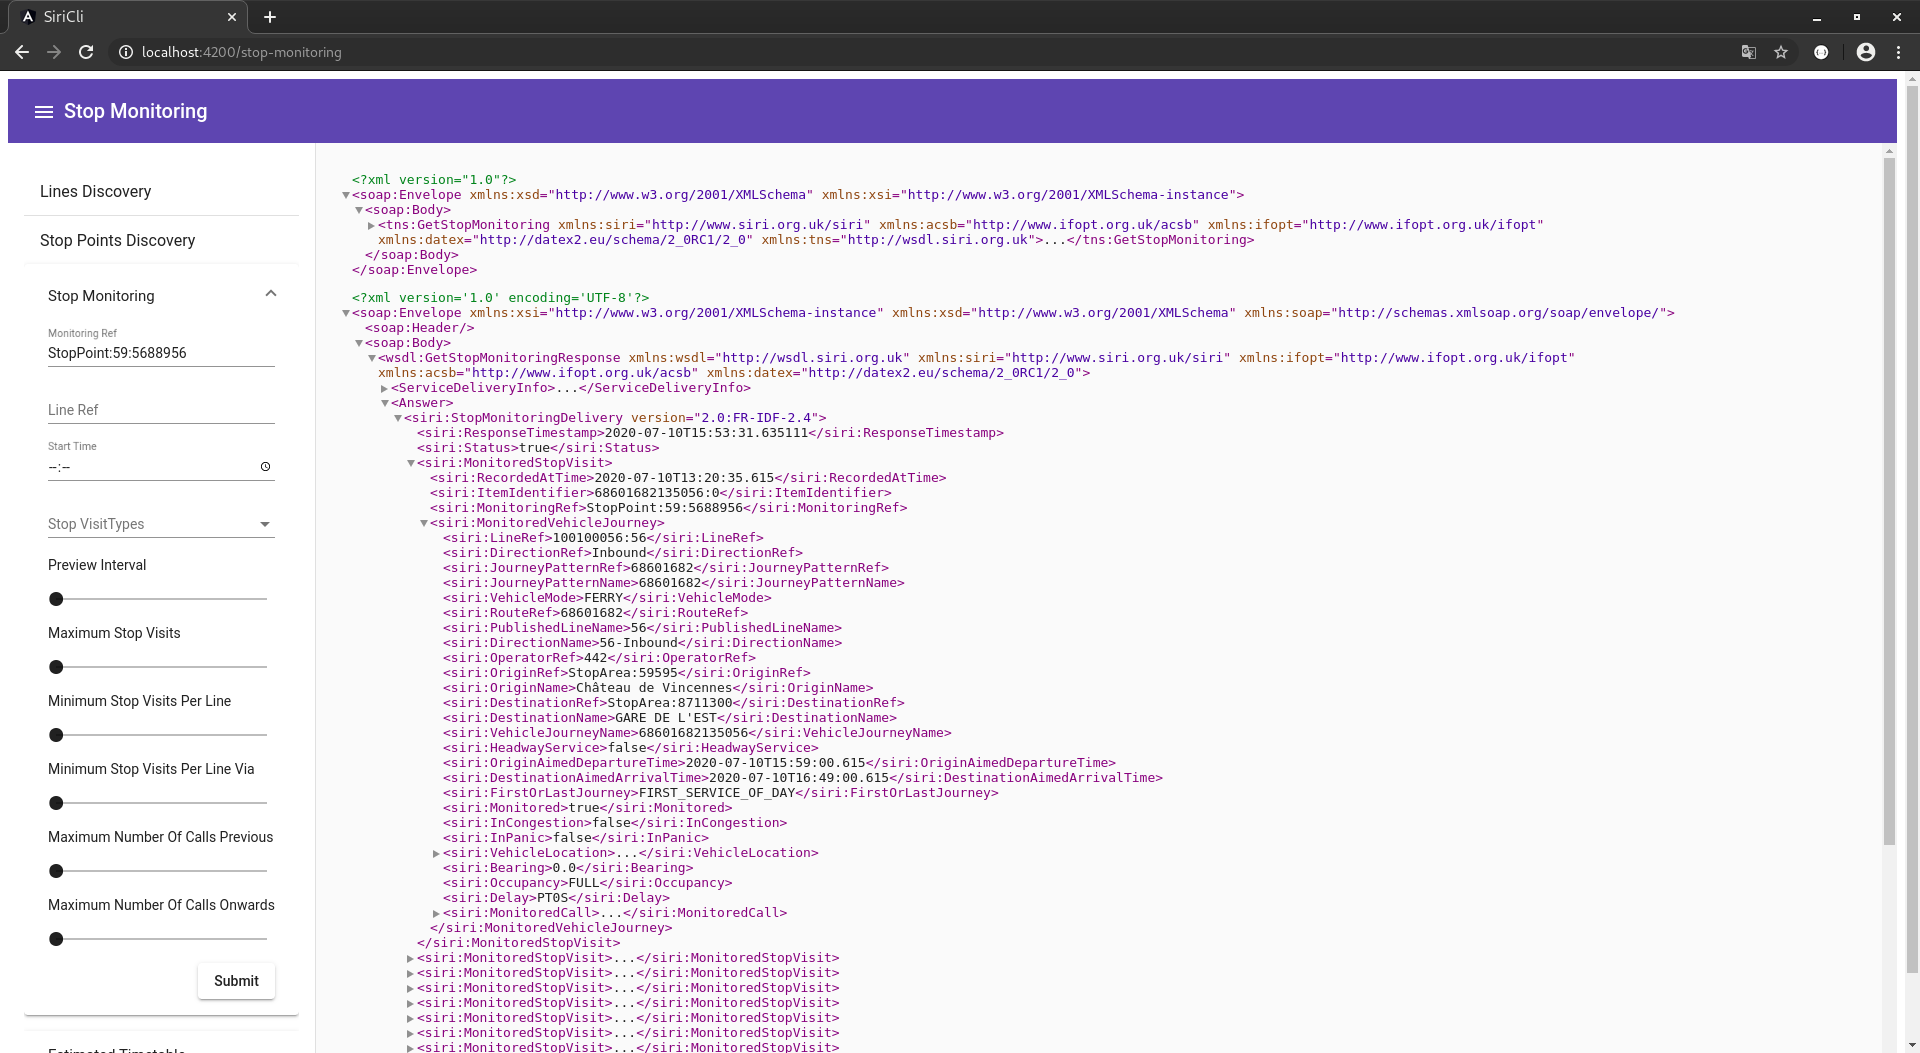 SiriCli
localhost:4200/stop-monitoring
Stop Monitoring
Lines Discovery
Stop Points Discovery
Stop Monitoring
Monitoring Ref
StopPoint:59:5688956
Line Ref
Start Time
--:--
Stop VisitTypes
Preview Interval
Maximum Stop Visits
Minimum Stop Visits Per Line
Minimum Stop Visits Per Line Via
Maximum Number Of Calls Previous
Maximum Number Of Calls Onwards
Submit
Estimated Timetable
<?xml version="1.0"?>
<soap:Envelope xmlns:xsd="http://www.w3.org/2001/XMLSchema" xmlns:xsi="http://www.w3.org/2001/XMLSchema-instance">
<soap:Body>
<tns:GetStopMonitoring xmlns:siri="http://www.siri.org.uk/siri" xmlns:acsb="http://www.ifopt.org.uk/acsb" xmlns:ifopt="http://www.ifopt.org.uk/ifopt"
xmlns:datex="http://datex2.eu/schema/2_0RC1/2_0" xmlns:tns="http://wsdl.siri.org.uk">...</tns:GetStopMonitoring>
</soap:Body>
</soap:Envelope>
<?xml version='1.0' encoding='UTF-8'?>
<soap:Envelope xmlns:xsi="http://www.w3.org/2001/XMLSchema-instance" xmlns:xsd="http://www.w3.org/2001/XMLSchema" xmlns:soap="http://schemas.xmlsoap.org/soap/envelope/">
<soap:Header/>
<soap:Body>
<wsdl:GetStopMonitoringResponse xmlns:wsdl="http://wsdl.siri.org.uk" xmlns:siri="http://www.siri.org.uk/siri" xmlns:ifopt="http://www.ifopt.org.uk/ifopt"
xmlns:acsb="http://www.ifopt.org.uk/acsb" xmlns:datex="http://datex2.eu/schema/2_0RC1/2_0">
<ServiceDeliveryInfo>...</ServiceDeliveryInfo>
<Answer>
<siri:StopMonitoringDelivery version="2.0:FR-IDF-2.4">
<siri:ResponseTimestamp>2020-07-10T15:53:31.635111</siri:ResponseTimestamp>
<siri:Status>true</siri:Status>
<siri:MonitoredStopVisit>
<siri:RecordedAtTime>2020-07-10T13:20:35.615</siri:RecordedAtTime>
<siri:ItemIdentifier>68601682135056:0</siri:ItemIdentifier>
<siri:MonitoringRef>StopPoint:59:5688956</siri:MonitoringRef>
<siri:MonitoredVehicleJourney>
<siri:LineRef>100100056:56</siri:LineRef>
<siri:DirectionRef>Inbound</siri:DirectionRef>
<siri:JourneyPatternRef>68601682</siri:JourneyPatternRef>
<siri:JourneyPatternName>68601682</siri:JourneyPatternName>
<siri:VehicleMode>FERRY</siri:VehicleMode>
<siri:RouteRef>68601682</siri:RouteRef>
<siri:PublishedLineName>56</siri:PublishedLineName>
<siri:DirectionName>56-Inbound</siri:DirectionName>
<siri:OperatorRef>442</siri:OperatorRef>
<siri:OriginRef>StopArea:59595</siri:OriginRef>
<siri:OriginName>Château de Vincennes</siri:OriginName>
<siri:DestinationRef>StopArea:8711300</siri:DestinationRef>
<siri:DestinationName>GARE DE L'EST</siri:DestinationName>
<siri:VehicleJourneyName>68601682135056</siri:VehicleJourneyName>
<siri:HeadwayService>false</siri:HeadwayService>
<siri:OriginAimedDepartureTime>2020-07-10T15:59:00.615</siri:OriginAimedDepartureTime>
<siri:DestinationAimedArrivalTime>2020-07-10T16:49:00.615</siri:DestinationAimedArrivalTime>
<siri:FirstOrLastJourney>FIRST_SERVICE_OF_DAY</siri:FirstOrLastJourney>
<siri:Monitored>true</siri:Monitored>
<siri:InCongestion>false</siri:InCongestion>
<siri:InPanic>false</siri:InPanic>
<siri:VehicleLocation>...</siri:VehicleLocation>
<siri:Bearing>0.0</siri:Bearing>
<siri:Occupancy>FULL</siri:Occupancy>
<siri:Delay>PT0S</siri:Delay>
<siri:MonitoredCall>...</siri:MonitoredCall>
</siri:MonitoredVehicleJourney>
</siri:MonitoredStopVisit>
<siri:MonitoredStopVisit>...</siri:MonitoredStopVisit>
<siri:MonitoredStopVisit>...</siri:MonitoredStopVisit>
<siri:MonitoredStopVisit>...</siri:MonitoredStopVisit>
<siri:MonitoredStopVisit>...</siri:MonitoredStopVisit>
<siri:MonitoredStopVisit>...</siri:MonitoredStopVisit>
<siri:MonitoredStopVisit>...</siri:MonitoredStopVisit>
<siri:MonitoredStopVisit>...</siri:MonitoredStopVisit>